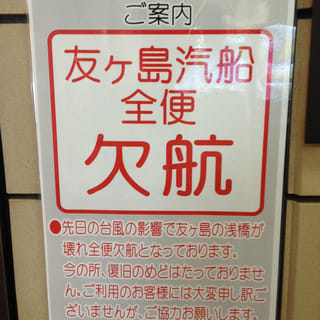 ご案内
友ヶ島汽船
全便
欠航
●先日の台風の影響で友ヶ島の浅橋が
壊れ全便欠航となっております。
今の所、復旧のめどはたっておりませ
ん。ご利用のお客様には大変申し訳ご
ざいませんが、ご協力お願いします。